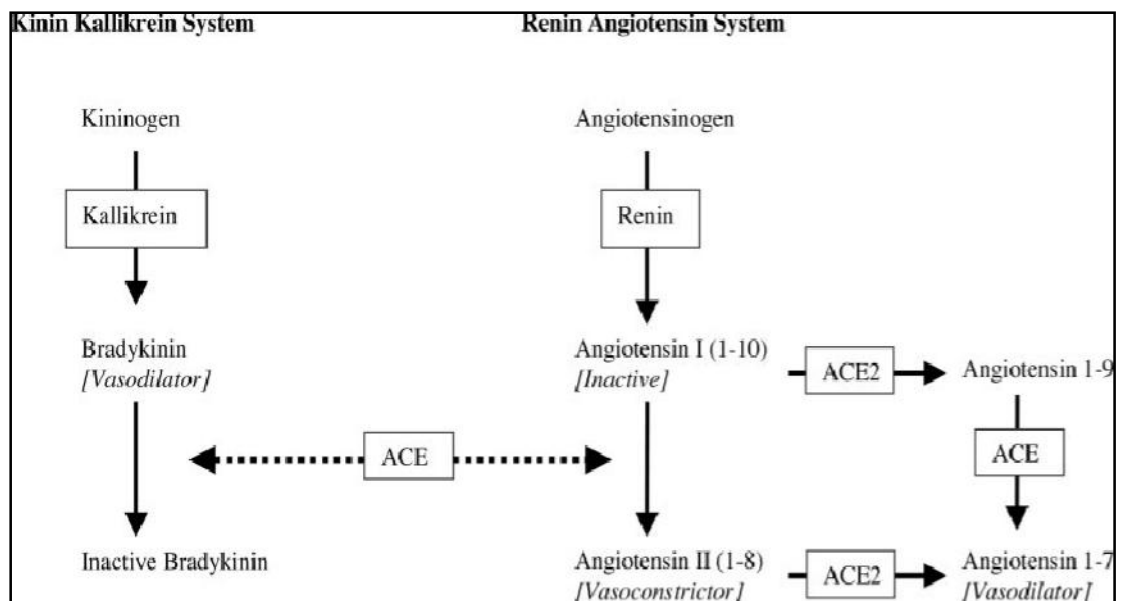 Kinin Kallikrein System
Renin Angiotensin System
Kininogen
Angiotensinogen
Kallikrein
Renin
Bradykinin
[Vasodilator]
Angiotensin I (1-10)
[Inactive]
ACE2
Angiotensin 1-9
ACE
ACE
Inactive Bradykinin
Angiotensin II (1-8)
[Vasoconstrictor]
ACE2
Angiotensin 1-7
[Vasodilator]